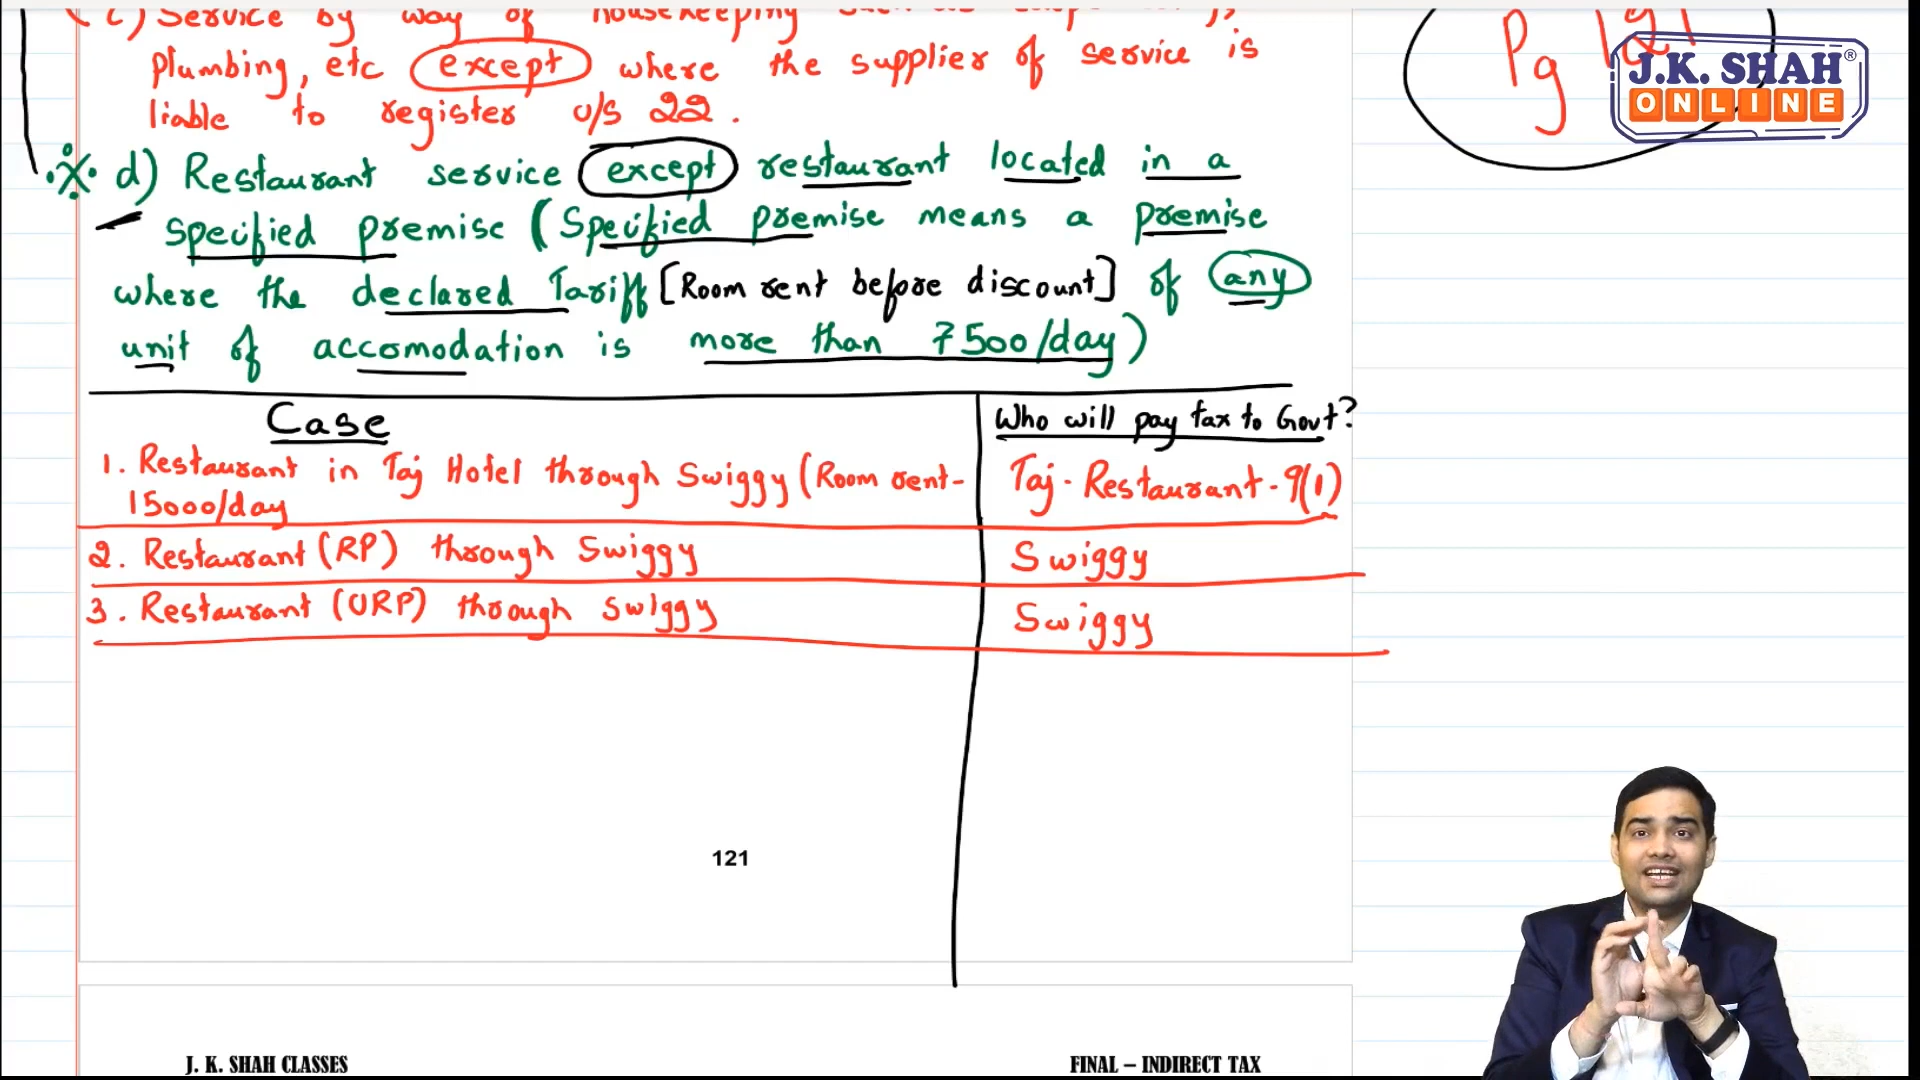 (c) Service by way of housekeeping such as
plumbing, etc except where the supplier of service is
liable to register u/s 22.
Pg 121
J.K. SHAH®
ONLINE
d) Restaurant service except restaurant located in a
specified premise (Specified premise means a premise
where the declared Tariff [Room rent before discount] of any
unit of accomodation is more than 7500/day)
Case
Who will pay tax to Govt?
1. Restaurant in Taj Hotel through Swiggy (Room rent-
15000/day
Taj - Restaurant - 9(1)
2. Restaurant (RP) through Swiggy
Swiggy
3. Restaurant (URP) through Swiggy
Swiggy
121
J. K. SHAH CLASSES
FINAL – INDIRECT TAX